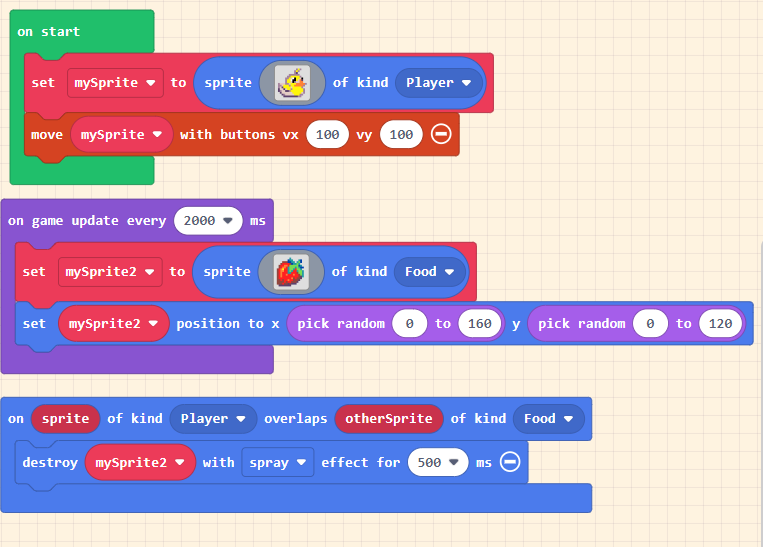 on start
set mySprite to sprite of kind Player
move mySprite with buttons vx 100 vy 100
on game update every 2000 ms
set mySprite2 to sprite of kind Food
set mySprite2 position to x pick random 0 to 160 y pick random 0 to 120
on sprite of kind Player overlaps otherSprite of kind Food
destroy mySprite2 with spray effect for 500 ms